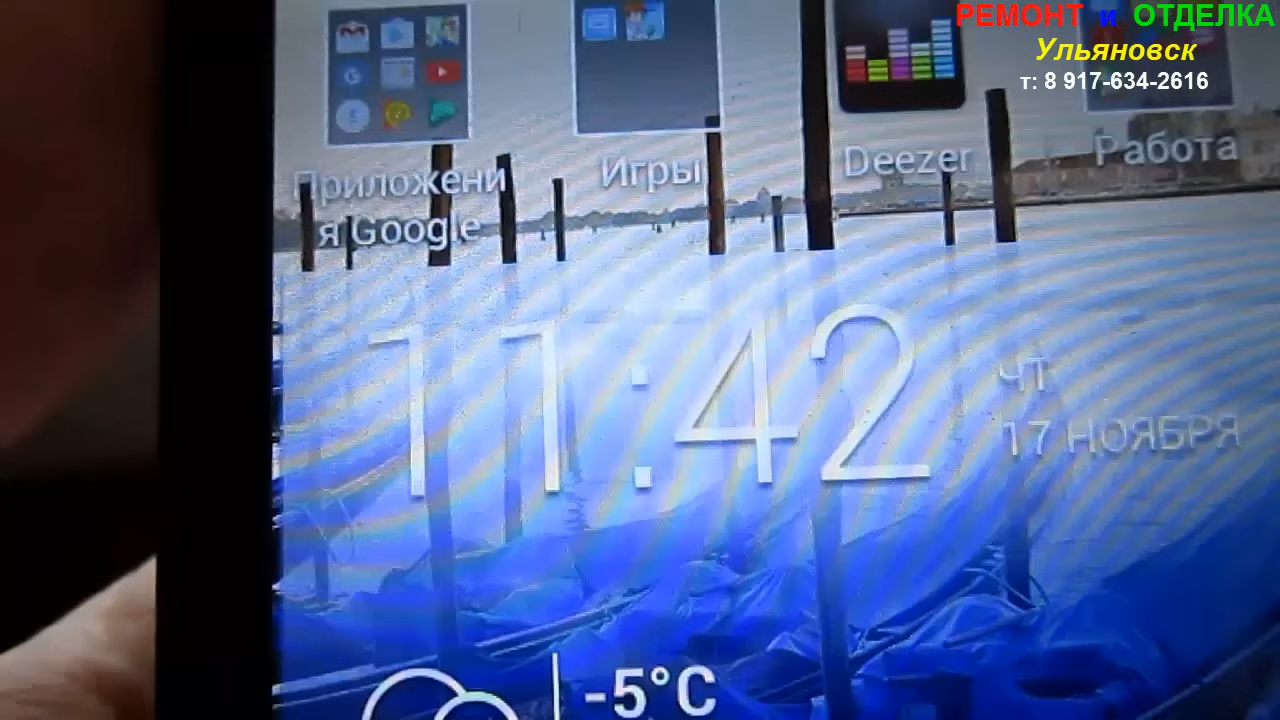 РЕМОНТ и ОТДЕЛКА
Ульяновск
т: 8 917-634-2616
Приложени
я Google
Игры
Deezer
Работа
11:42
ЧТ
17 НОЯБРЯ
-5°C